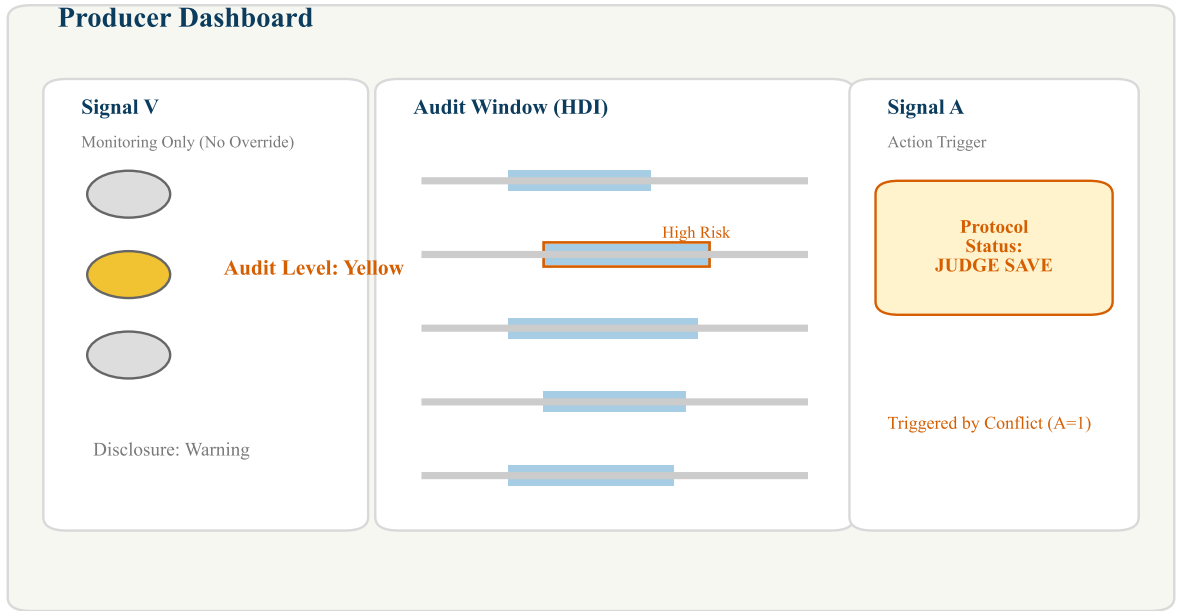 Producer Dashboard
Signal V
Monitoring Only (No Override)
Audit Level: Yellow
Disclosure: Warning
Audit Window (HDI)
High Risk
Signal A
Action Trigger
Protocol
Status:
JUDGE SAVE
Triggered by Conflict (A=1)